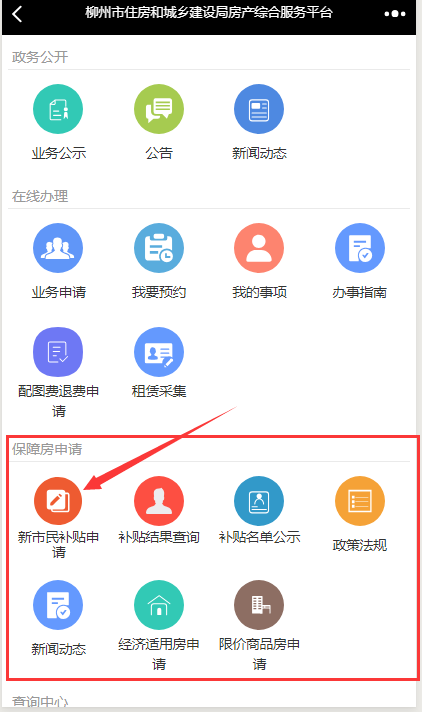 柳州市住房和城乡建设局房产综合服务平台
政务公开
业务公示
公告
新闻动态
在线办理
业务申请
我要预约
我的事项
办事指南
配图费退费申
请
租赁采集
保障房申请
新市民补贴申
请
补贴结果查询
补贴名单公示
政策法规
新闻动态
经济适用房申
请
限价商品房申
请
查询中心